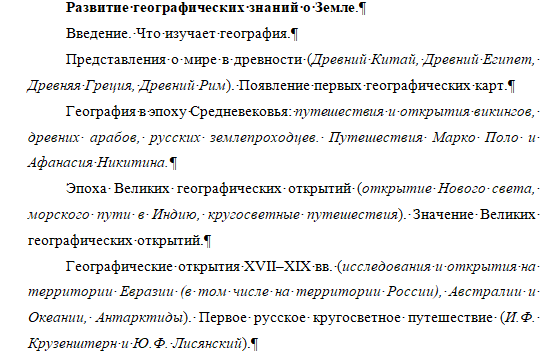 Развитие географических знаний о Земле.¶
Введение. Что изучает география.¶
Представления о мире в древности (Древний Китай, Древний Египет,
Древняя Греция, Древний Рим). Появление первых географических карт.¶
География в эпоху Средневековья: путешествия и открытия викингов,
древних арабов, русских землепроходцев. Путешествия Марко Поло и
Афанасия Никитина.¶
Эпоха Великих географических открытий (открытие Нового света,
морского пути в Индию, кругосветные путешествия). Значение Великих
географических открытий.¶
Географические открытия XVII–XIX вв. (исследования и открытия на
территории Евразии (в том числе на территории России), Австралии и
Океании, Антарктиды). Первое русское кругосветное путешествие (И.Ф.
Крузенштерн и Ю.Ф. Лисянский).¶